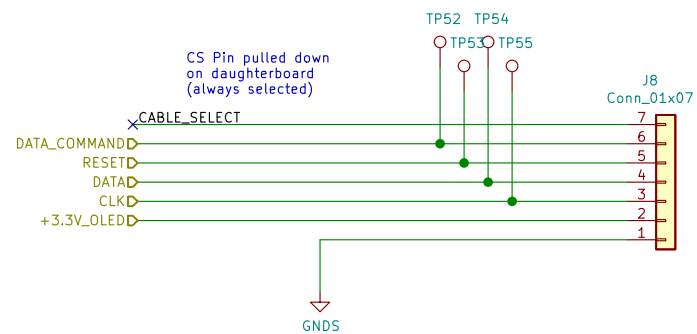 TP52 TP54
TP53 TP55
CS Pin pulled down
on daughterboard
(always selected)
J8
Conn_01x07
CABLE_SELECT 7
DATA_COMMAND 6
RESET 5
DATA 4
CLK 3
+3.3V_OLED 2
1
GNDS